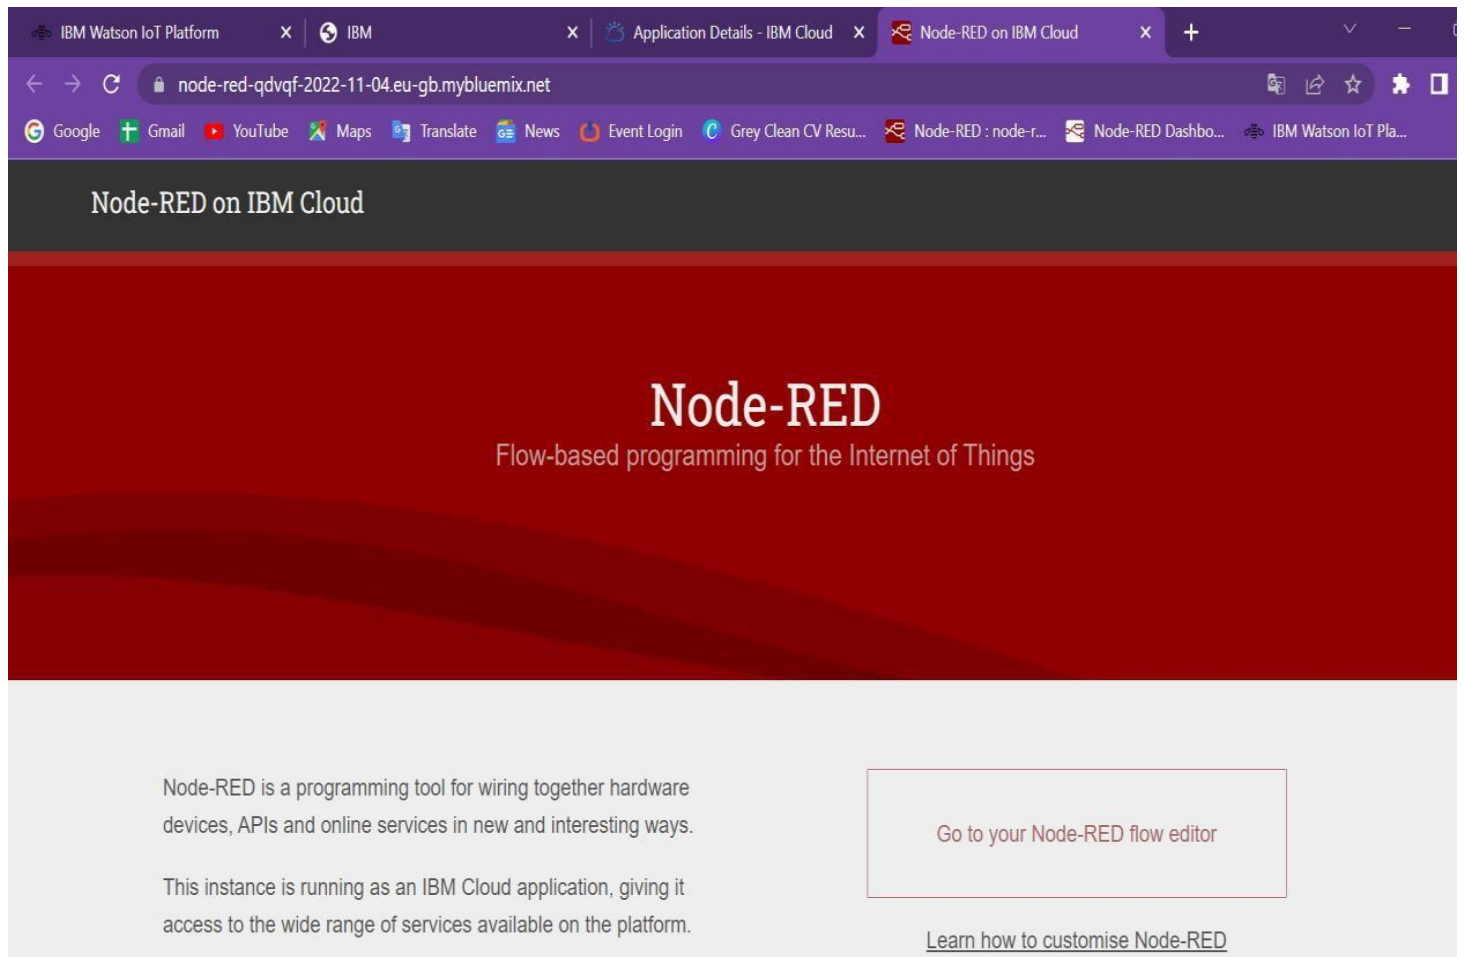 IBM Watson IoT Platform IBM Application Details - IBM Cloud Node-RED on IBM Cloud
node-red-qdvqf-2022-11-04.eu-gb.mybluemix.net
Google Gmail YouTube Maps Translate News Event Login Grey Clean CV Resu... Node-RED : node-r... Node-RED Dashbo... IBM Watson IoT Pla...
Node-RED on IBM Cloud
Node-RED
Flow-based programming for the Internet of Things
Node-RED is a programming tool for wiring together hardware
devices, APIs and online services in new and interesting ways.
This instance is running as an IBM Cloud application, giving it
access to the wide range of services available on the platform.
Go to your Node-RED flow editor
Learn how to customise Node-RED